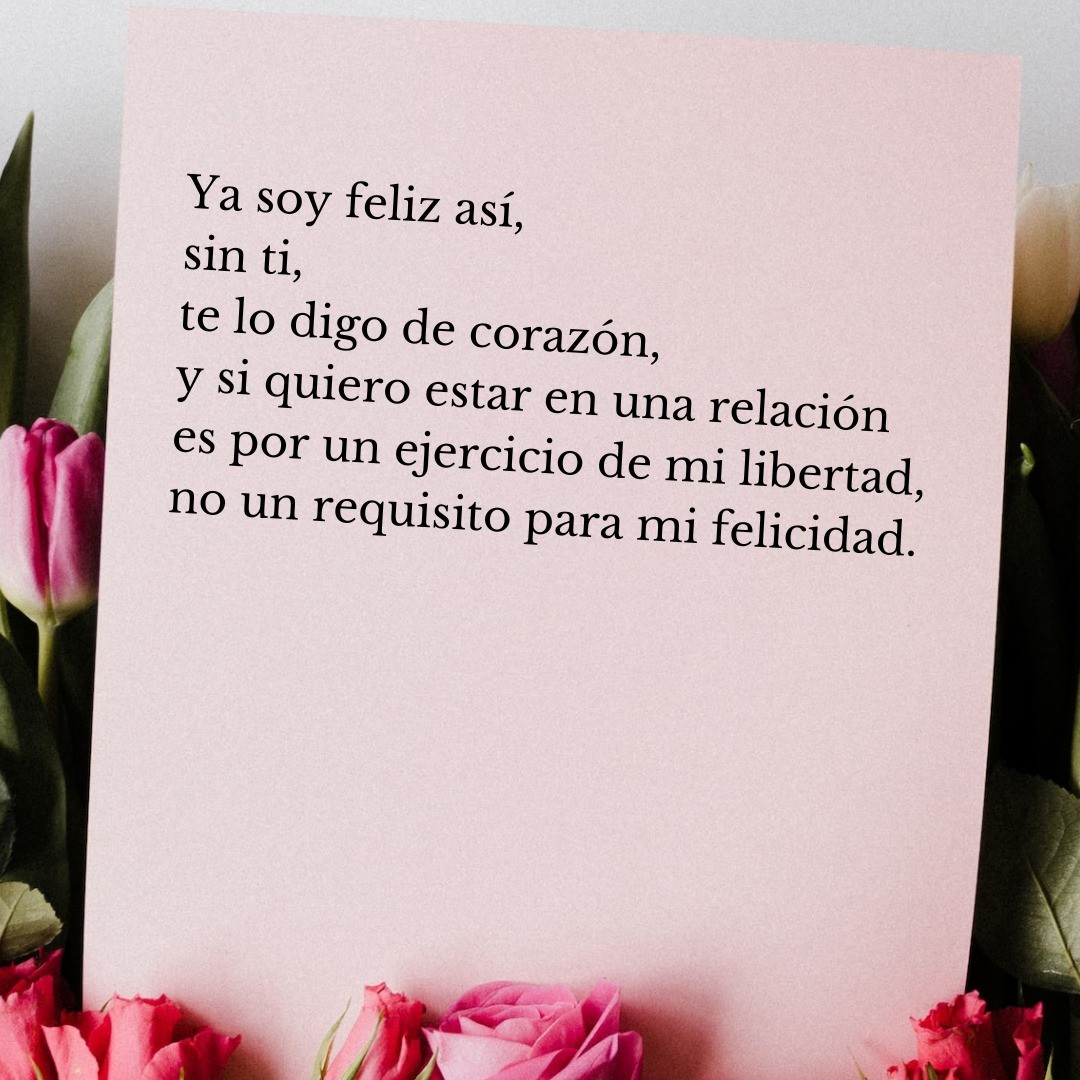 Ya soy feliz así,
sin ti,
te lo digo de corazón,
y si quiero estar en una relación
es por un ejercicio de mi libertad,
no un requisito para mi felicidad.